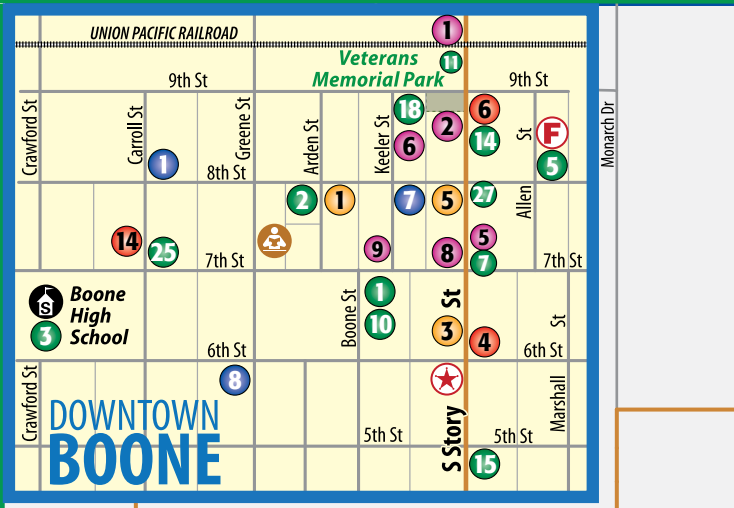 UNION PACIFIC RAILROAD
1
Veterans
Memorial Park
11
9th St
9th St
Crawford St
Carroll St
Greene St
Arden St
Keeler St
18
6
2
6
14
St
F
5
Monarch Dr
1
8th St
2
1
7
5
27
Allen
14
25
7th St
9
8
5
7
7th St
S
Boone
High
School
3
Boone St
1
10
St
3
4
St
6th St
6th St
Crawford St
8
S Story
Marshall
DOWNTOWN
BOONE
5th St
5th St
15